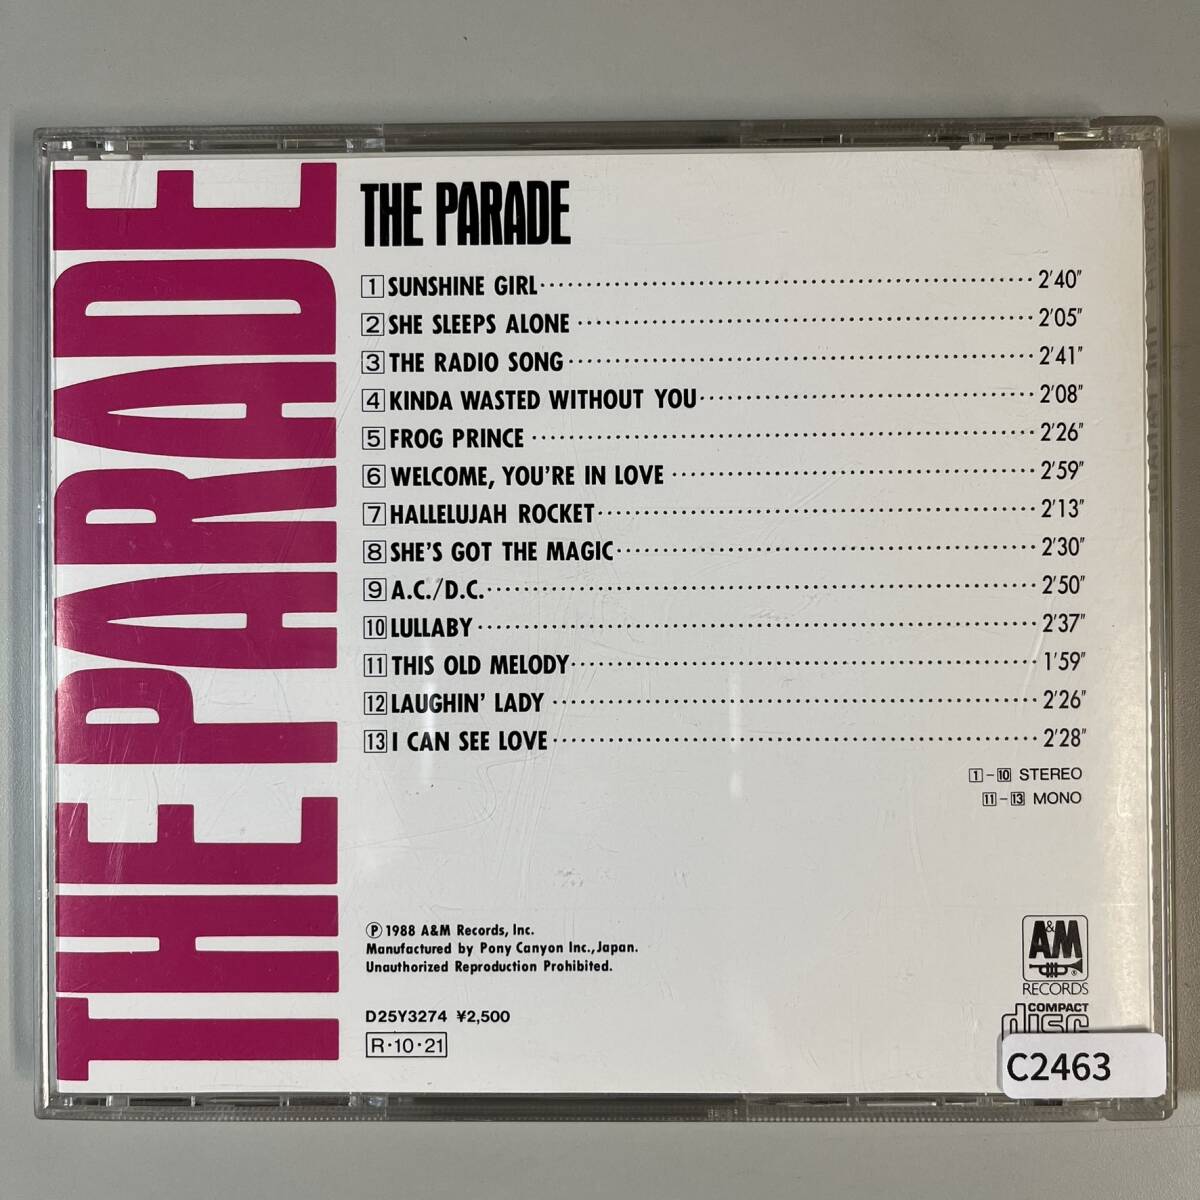 THE PARADE
THE PARADE
1 SUNSHINE GIRL 2'40"
2 SHE SLEEPS ALONE 2'05"
3 THE RADIO SONG 2'41"
4 KINDA WASTED WITHOUT YOU 2'08"
5 FROG PRINCE 2'26"
6 WELCOME, YOU'RE IN LOVE 2'59"
7 HALLELUJAH ROCKET 2'13"
8 SHE'S GOT THE MAGIC 2'30"
9 A.C./D.C. 2'50"
10 LULLABY 2'37"
11 THIS OLD MELODY 1'59"
12 LAUGHIN' LADY 2'26"
13 I CAN SEE LOVE 2'28"
1-10 STEREO
11-13 MONO
Ⓟ 1988 A&M Records, Inc.
Manufactured by Pony Canyon Inc., Japan.
Unauthorized Reproduction Prohibited.
D25Y3274 ¥2,500
R・10・21
A&M
RECORDS
COMPACT
disc
C2463